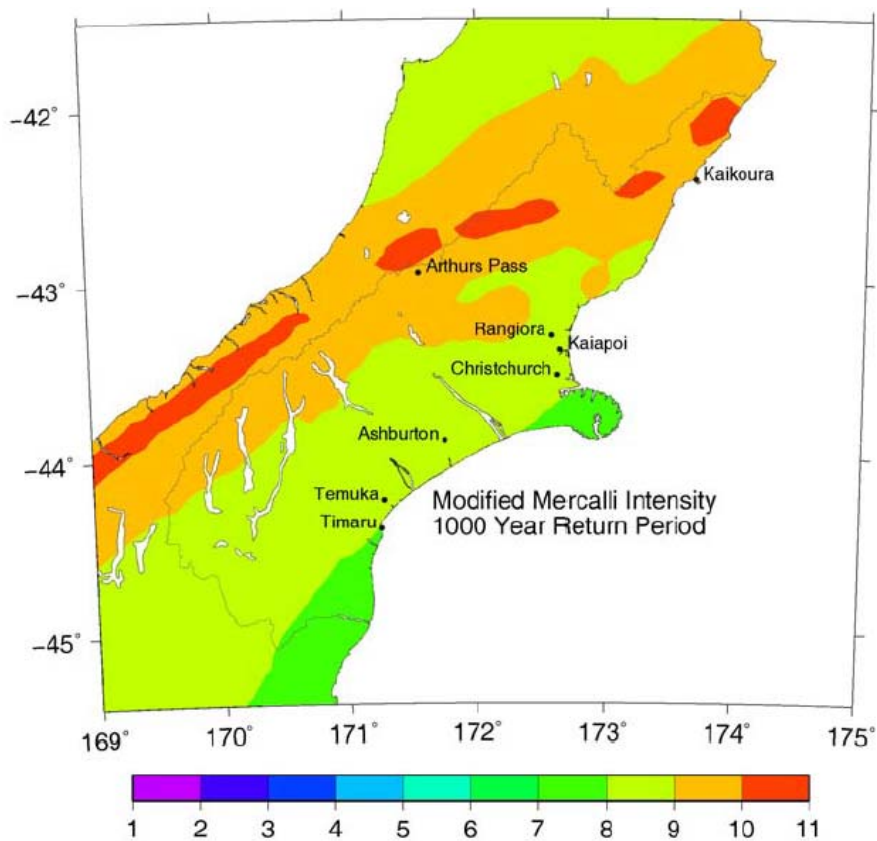 -42°
-43°
-44°
-45°
Kaikoura
Arthurs Pass
Rangiora
Kaiapoi
Christchurch
Ashburton
Temuka
Timaru
Modified Mercalli Intensity
1000 Year Return Period
169° 170° 171° 172° 173° 174° 175°
1 2 3 4 5 6 7 8 9 10 11